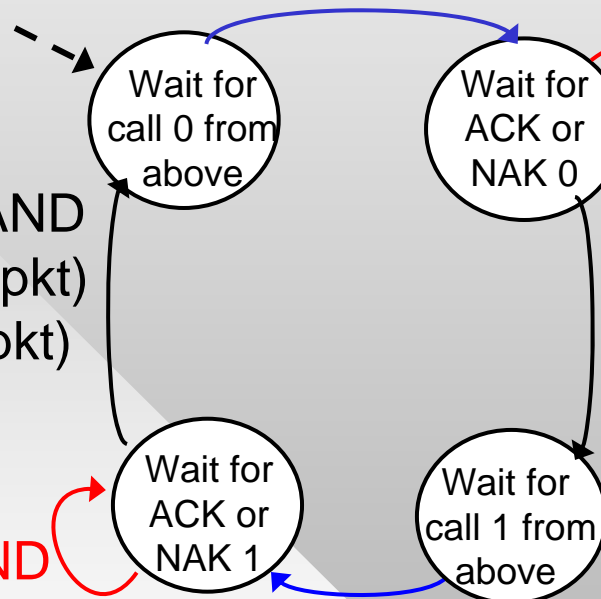 Wait for
call 0 from
above
Wait for
ACK or
NAK 0
AND
pkt)
pkt)
Wait for
ACK or
NAK 1
Wait for
call 1 from
above
ND